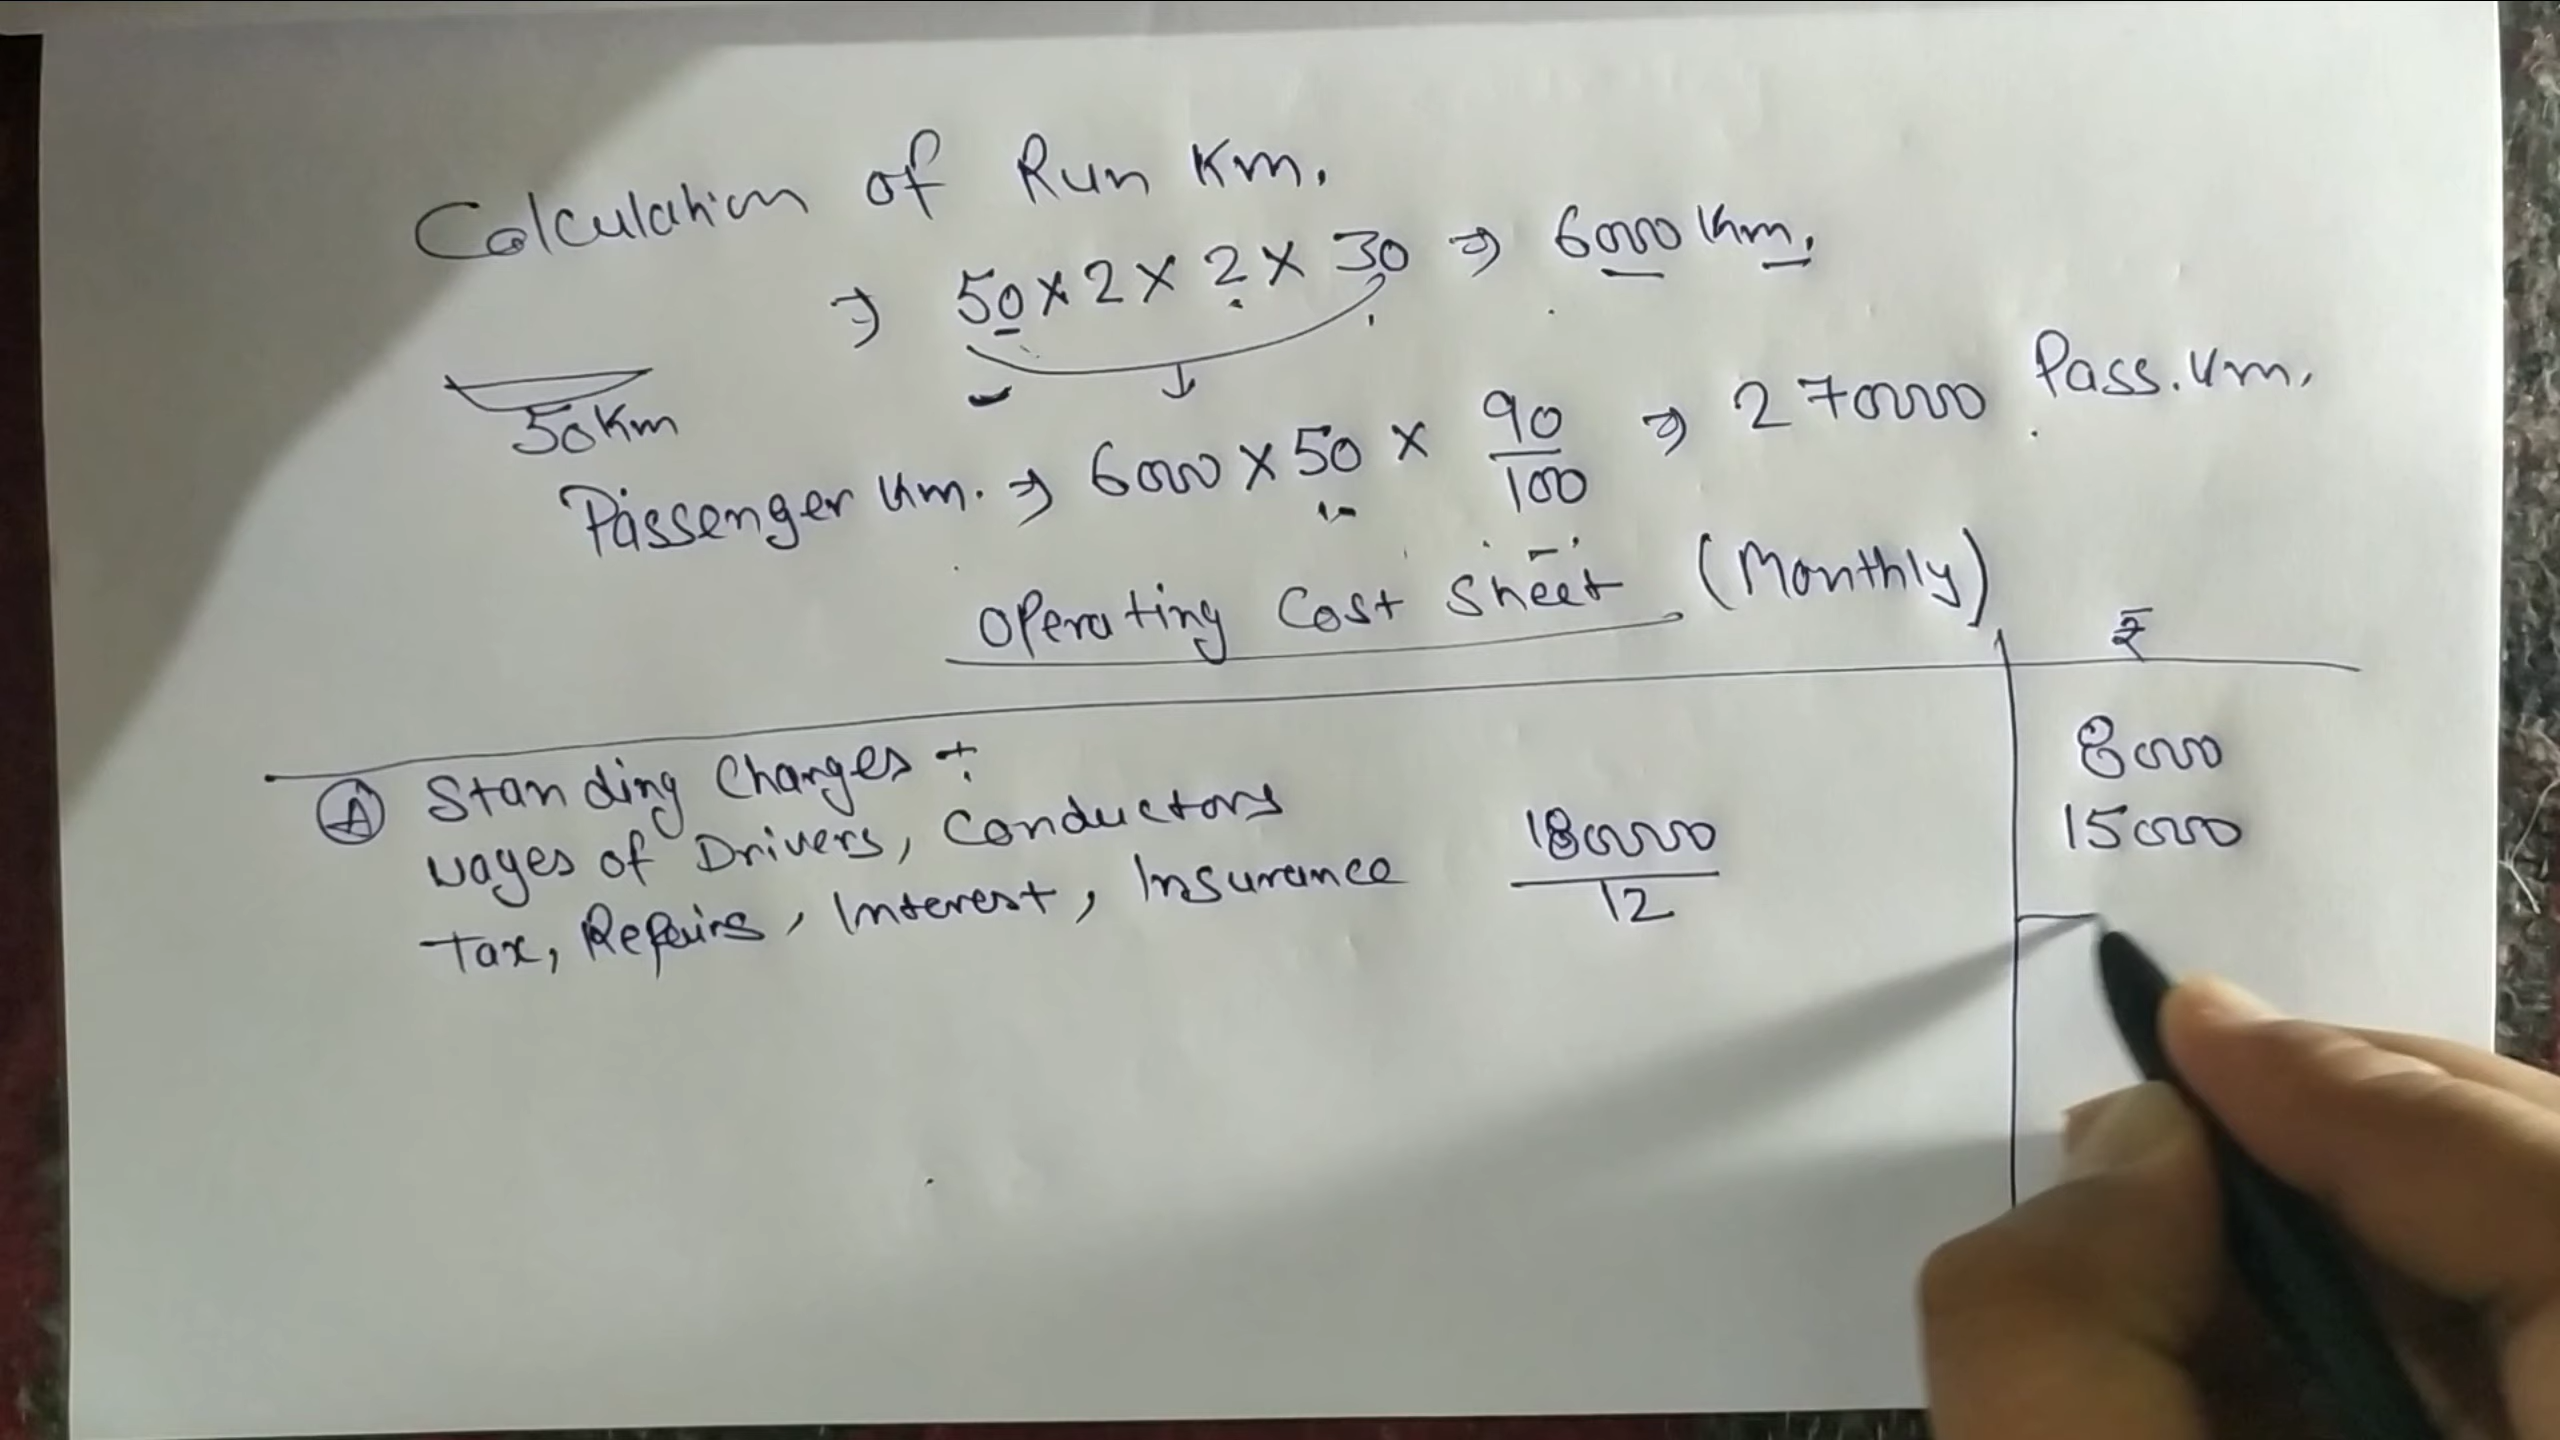 Calculation of Run Km.
⇒ 50 × 2 × 2 × 30 ⇒ 6000 Km.
50 Km
Passenger Km. ⇒ 6000 × 50 × 90/100 ⇒ 270000 Pass. Km.
Operating Cost Sheet (Monthly)
₹
Ⓐ Standing Charges :-
Wages of Drivers, Conductors 8000
Tax, Repairs, Interest, Insurance 180000/12 15000